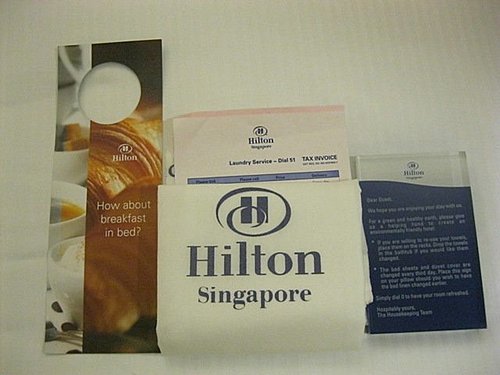 Hilton
How about
breakfast
in bed?
Hilton
Singapore
Laundry Service – Dial 51 TAX INVOICE
Hilton
Singapore
Hilton
Singapore
Dear Guest,
We hope you are enjoying your stay with us.
For a green and healthy earth, please give
us a helping hand to create an
environmentally friendly hotel.
If you are willing to re-use your towels,
place them on the racks. Drop the towels
in the bathtub if you would like them
changed.
The bed sheets and duvet cover are
changed every third day. Place this sign
on your pillow should you wish to have
the bed linen changed earlier.
Simply dial 0 to have your room refreshed.
Hospitably yours,
The Housekeeping Team